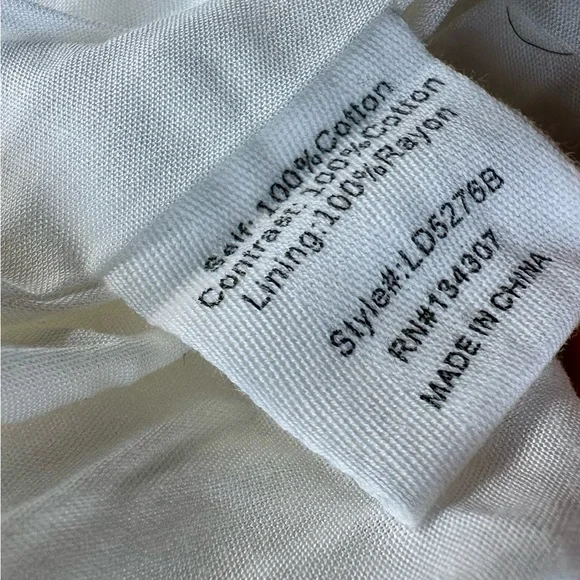 Self: 100%Cotton
Contrast: 100%Cotton
Lining:100%Rayon
Style#:LD5276B
RN#134307
MADE IN CHINA